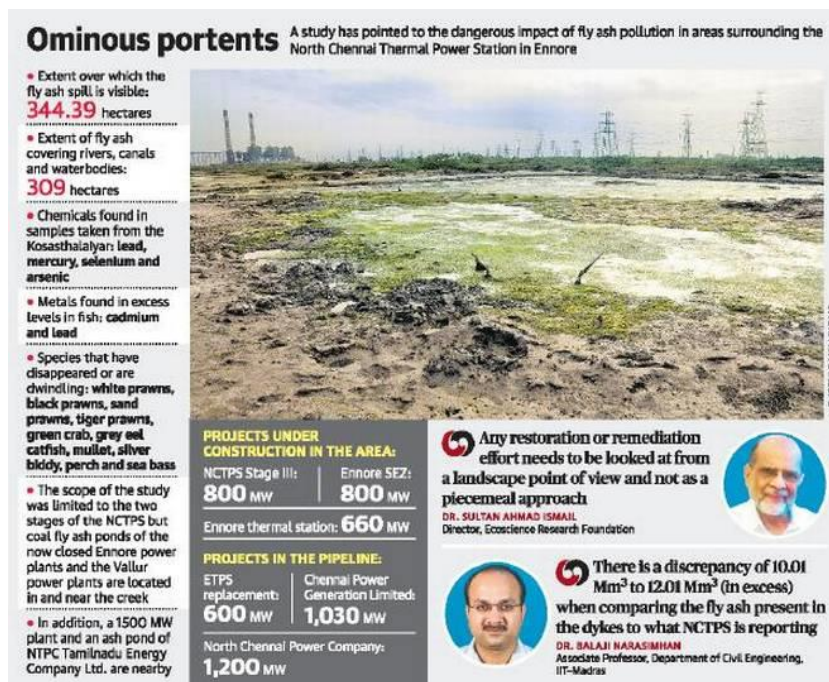 Ominous portents
A study has pointed to the dangerous impact of fly ash pollution in areas surrounding the
North Chennai Thermal Power Station in Ennore
• Extent over which the
fly ash spill is visible:
344.39 hectares
• Extent of fly ash
covering rivers, canals
and waterbodies:
309 hectares
• Chemicals found in
samples taken from the
Kosasthalaiyar: lead,
mercury, selenium and
arsenic
• Metals found in excess
levels in fish: cadmium
and lead
• Species that have
disappeared or are
dwindling: white prawns,
black prawns, sand
prawns, tiger prawns,
green crab, grey eel
catfish, mullet, silver
biddy, perch and sea bass
• The scope of the study
was limited to the two
stages of the NCTPS but
coal fly ash ponds of the
now closed Ennore power
plants and the Vallur
power plants are located
in and near the creek
• In addition, a 1500 MW
plant and an ash pond of
NTPC Tamilnadu Energy
Company Ltd. are nearby
PROJECTS UNDER
CONSTRUCTION IN THE AREA:
NCTPS Stage III:
800 MW
Ennore SEZ:
800 MW
Ennore thermal station: 660 MW
PROJECTS IN THE PIPELINE:
ETPS
replacement:
600 MW
Chennai Power
Generation Limited:
1,030 MW
North Chennai Power Company:
1,200 MW
Any restoration or remediation
effort needs to be looked at from
a landscape point of view and not as a
piecemeal approach
DR. SULTAN AHMAD ISMAIL
Director, Ecoscience Research Foundation
There is a discrepancy of 10.01
Mm³ to 12.01 Mm³ (in excess)
when comparing the fly ash present in
the dykes to what NCTPS is reporting
DR. BALAJI NARASIMHAN
Associate Professor, Department of Civil Engineering,
IIT-Madras